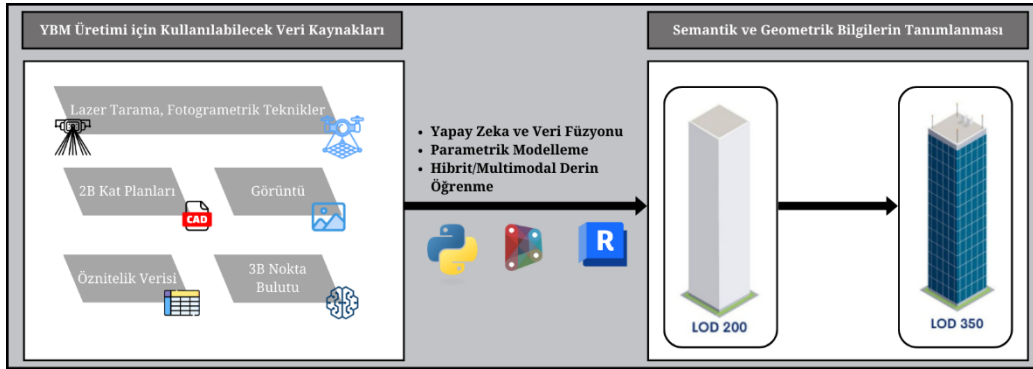 YBM Üretimi için Kullanılabilecek Veri Kaynakları
Lazer Tarama, Fotogrametrik Teknikler
2B Kat Planları
CAD
Görüntü
Öznitelik Verisi
3B Nokta
Bulutu
• Yapay Zeka ve Veri Füzyonu
• Parametrik Modelleme
• Hibrit/Multimodal Derin
Öğrenme
R
Semantik ve Geometrik Bilgilerin Tanımlanması
LOD 200
LOD 350